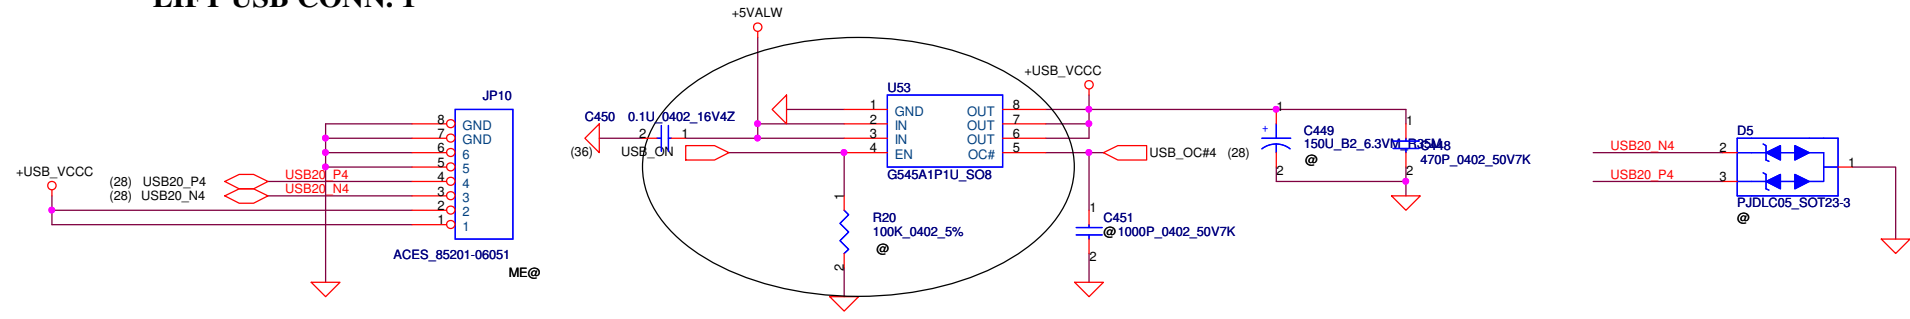 LIFT USB CONN. 1
+5VALW
+USB_VCCC
JP10
U53
C450 0.1U_0402_16V4Z
8 GND
7 GND
6 6
5 5
4 4
3 3
2 2
1 1
1 GND OUT 8
2 IN OUT 7
3 IN OUT 6
4 EN OC# 5
G545A1P1U_SO8
2 1
(36) USB_ON
USB_OC#4 (28)
+USB_VCCC
(28) USB20_P4 USB20_P4
(28) USB20_N4 USB20_N4
ACES_85201-06051
ME@
1
R20
100K_0402_5%
@
2
1
C451
@ 1000P_0402_50V7K
2
1
+
C449
150U_B2_6.3VM_R35M
@
2
1
C448
470P_0402_50V7K
2
D5
USB20_N4 2
USB20_P4 3
1
PJDLC05_SOT23-3
@